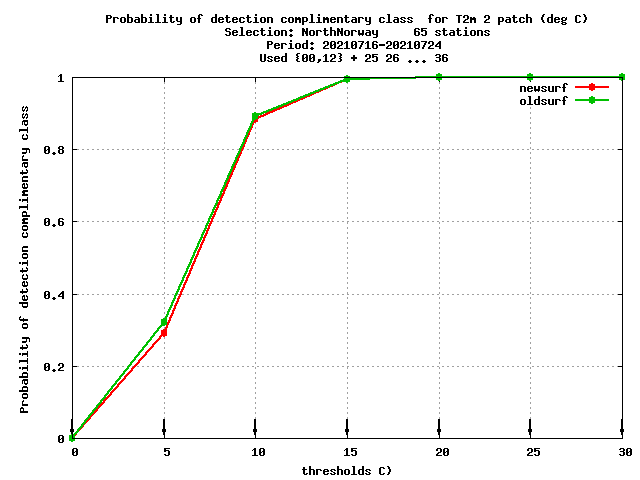 Probability of detection complimentary class  for T2m 2 patch (deg C)
Selection: NorthNorway     65 stations
Period: 20210716-20210724
Used {00,12} + 25 26 ... 36
newsurf
oldsurf
Probability of detection complimentary class
1
0.8
0.6
0.4
0.2
0
0 5 10 15 20 25 30
thresholds C)